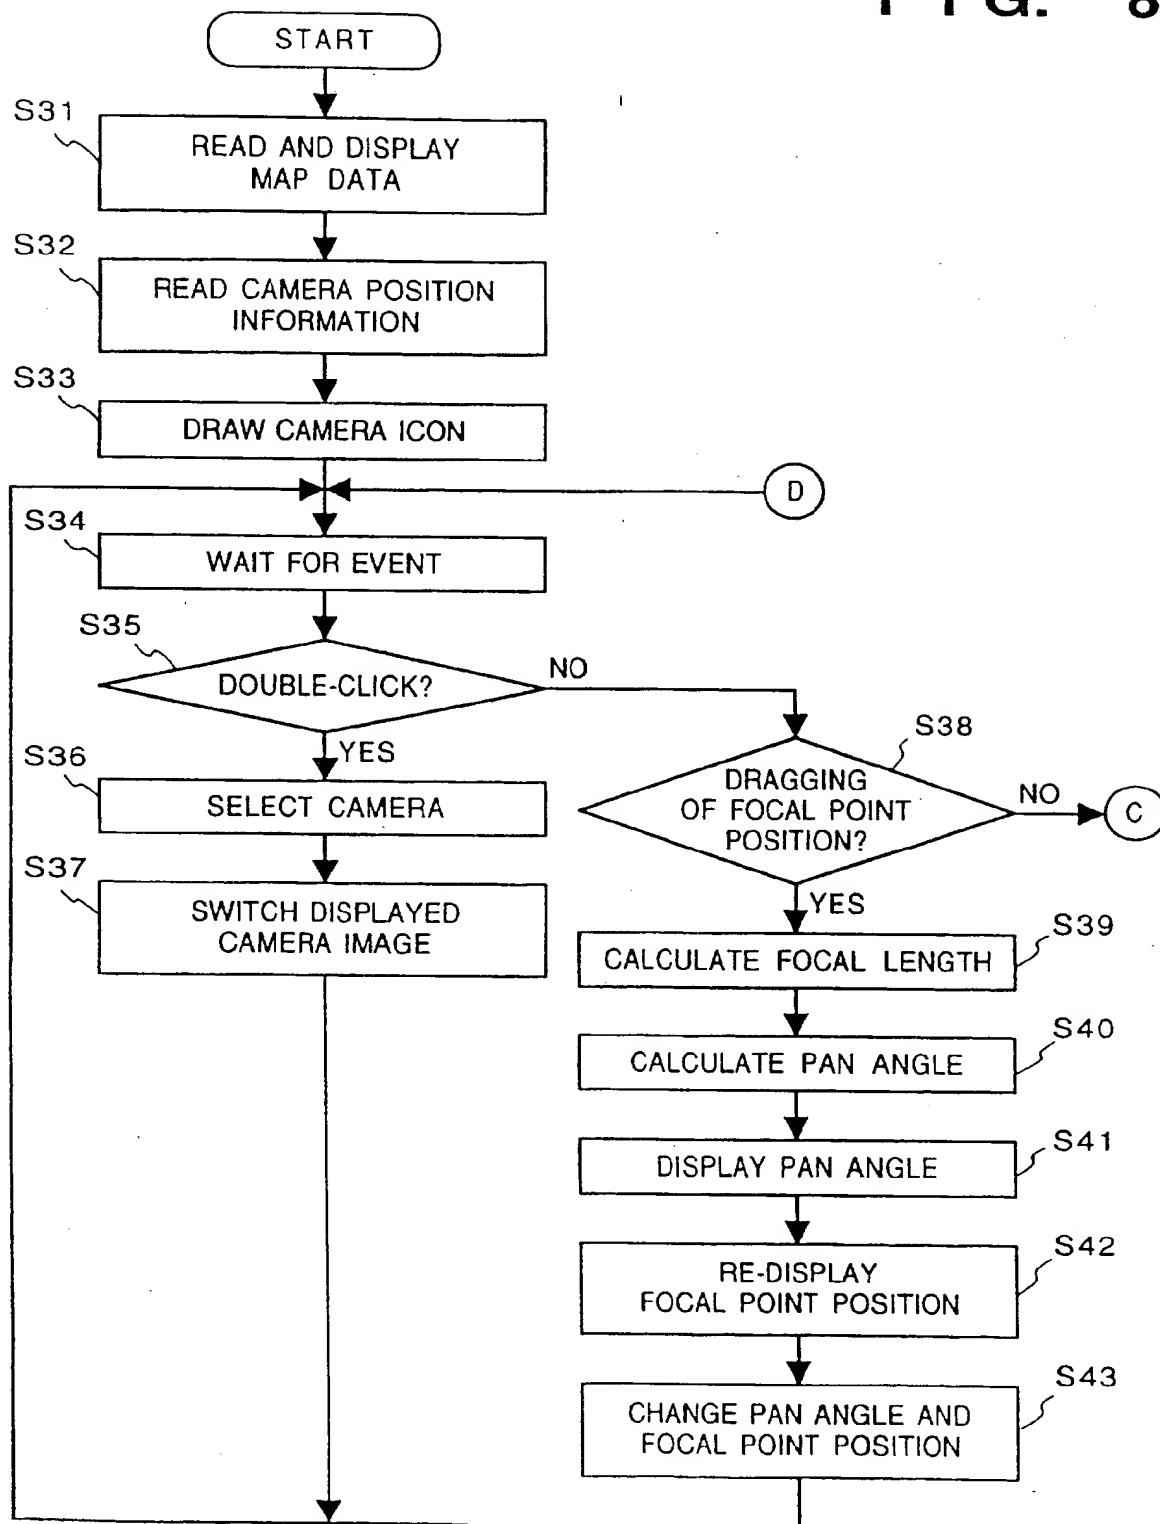 FIG. 8
START
S31
READ AND DISPLAY
MAP DATA
S32
READ CAMERA POSITION
INFORMATION
S33
DRAW CAMERA ICON
D
S34
WAIT FOR EVENT
S35
DOUBLE-CLICK?
NO
YES
S36
SELECT CAMERA
S37
SWITCH DISPLAYED
CAMERA IMAGE
S38
DRAGGING
OF FOCAL POINT
POSITION?
NO
C
YES
S39
CALCULATE FOCAL LENGTH
S40
CALCULATE PAN ANGLE
S41
DISPLAY PAN ANGLE
S42
RE-DISPLAY
FOCAL POINT POSITION
S43
CHANGE PAN ANGLE AND
FOCAL POINT POSITION